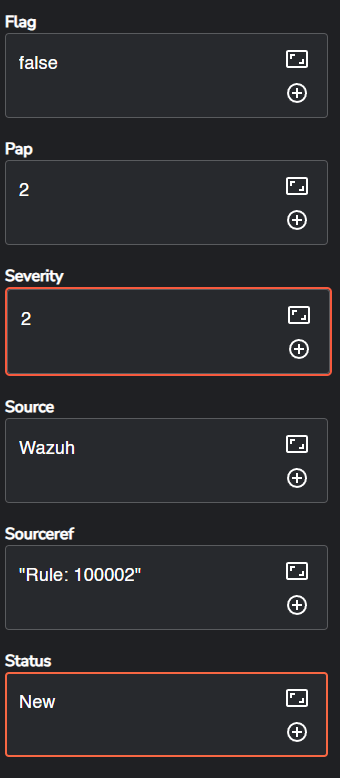 Flag
false
Pap
2
Severity
2
Source
Wazuh
Sourceref
"Rule: 100002"
Status
New